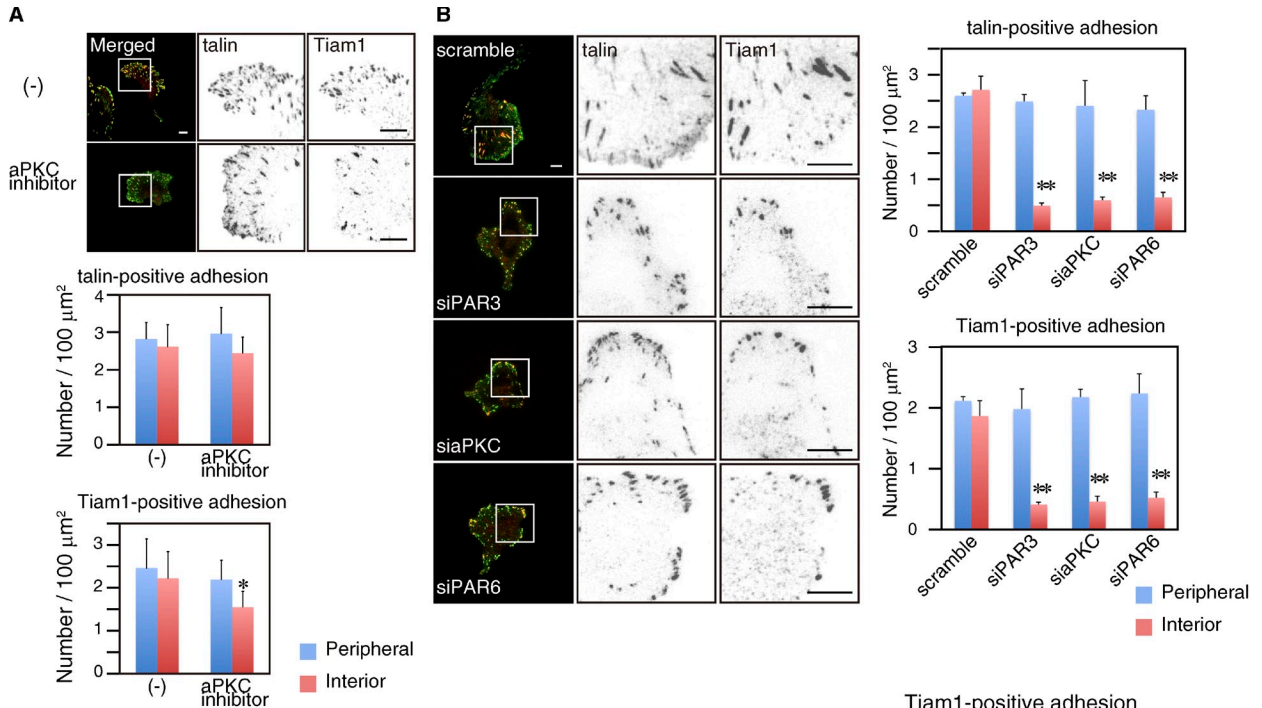 A
Merged
talin
Tiam1
(-)
aPKC
inhibitor
talin-positive adhesion
Number / 100 µm²
4
3
2
1
0
(-)
aPKC
inhibitor
Tiam1-positive adhesion
Number / 100 µm²
3
2
1
0
*
(-)
aPKC
inhibitor
Peripheral
Interior
B
scramble
talin
Tiam1
siPAR3
siaPKC
siPAR6
talin-positive adhesion
Number / 100 µm²
3
2
1
0
**
**
**
scramble
siPAR3
siaPKC
siPAR6
Tiam1-positive adhesion
Number / 100 µm²
3
2
1
0
**
**
**
scramble
siPAR3
siaPKC
siPAR6
Peripheral
Interior
Tiam1-positive adhesion